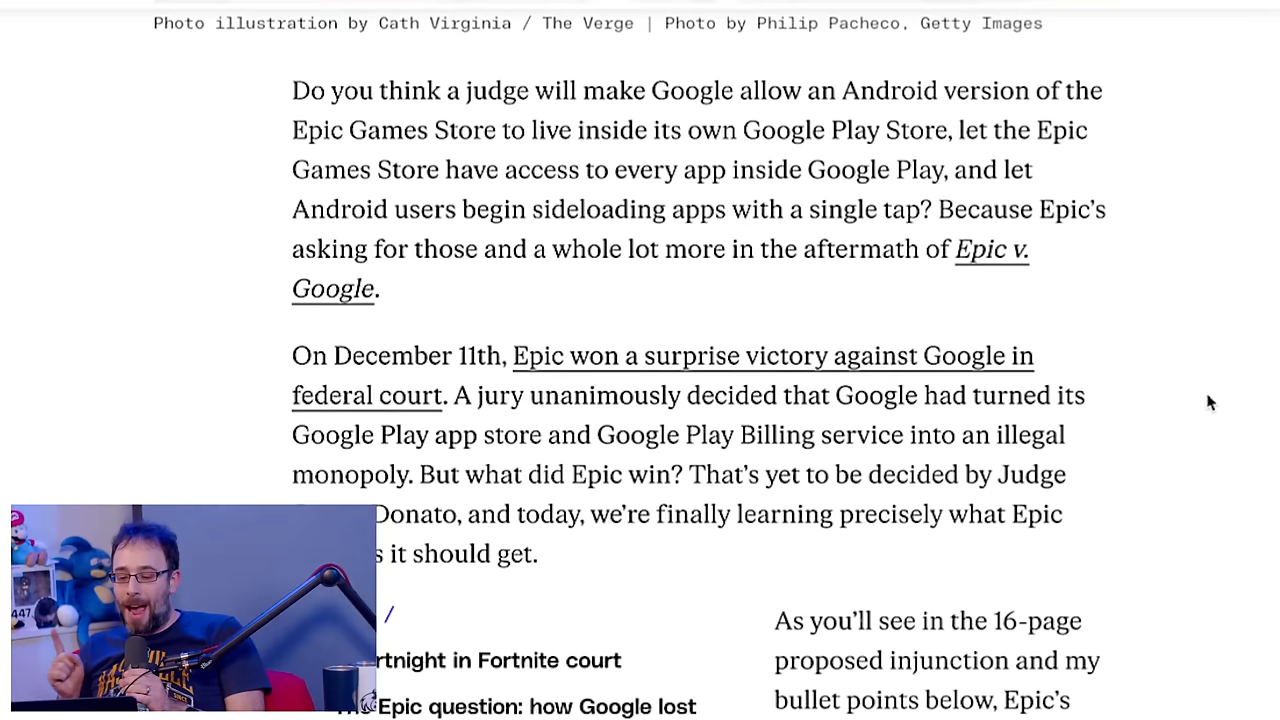 Photo illustration by Cath Virginia / The Verge | Photo by Philip Pacheco, Getty Images
Do you think a judge will make Google allow an Android version of the
Epic Games Store to live inside its own Google Play Store, let the Epic
Games Store have access to every app inside Google Play, and let
Android users begin sideloading apps with a single tap? Because Epic’s
asking for those and a whole lot more in the aftermath of Epic v.
Google.
On December 11th, Epic won a surprise victory against Google in
federal court. A jury unanimously decided that Google had turned its
Google Play app store and Google Play Billing service into an illegal
monopoly. But what did Epic win? That’s yet to be decided by Judge
Donato, and today, we’re finally learning precisely what Epic
s it should get.
/
rtnight in Fortnite court
Epic question: how Google lost
As you’ll see in the 16-page
proposed injunction and my
bullet points below, Epic’s
447